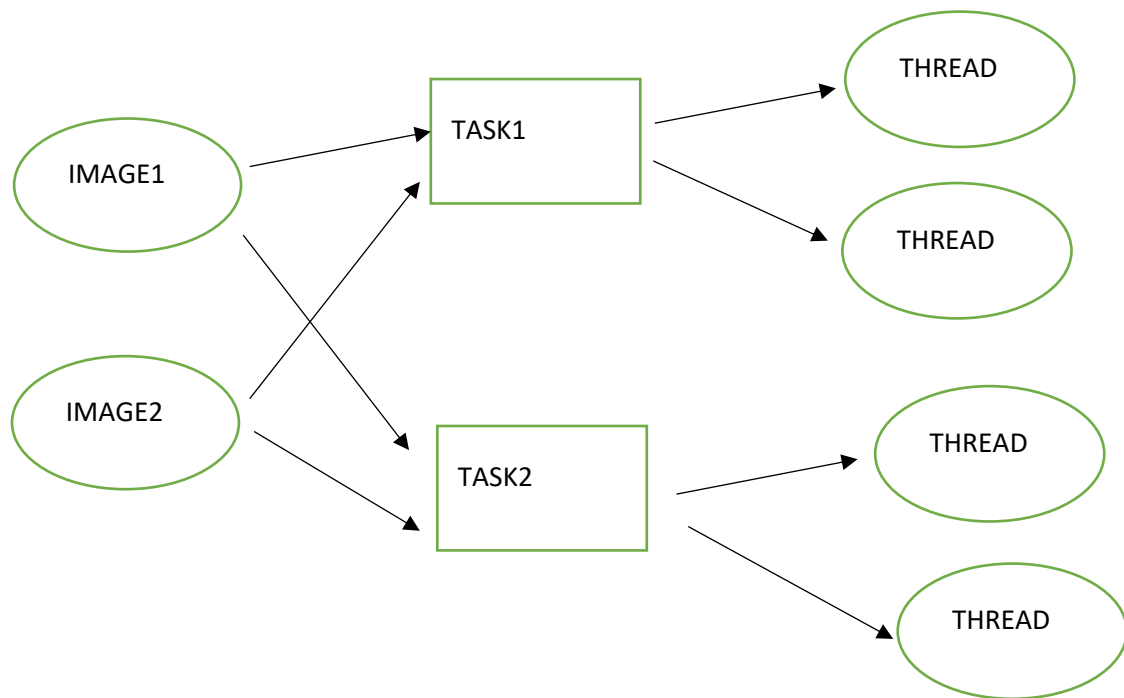 THREAD
TASK1
IMAGE1
THREAD
IMAGE2
THREAD
TASK2
THREAD